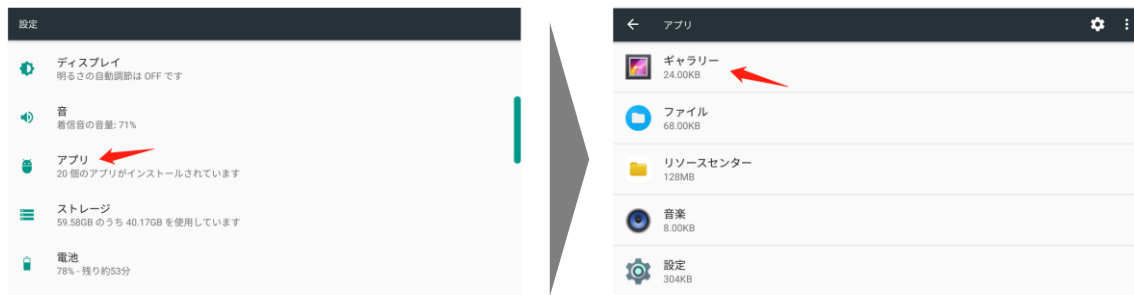 設定
ディスプレイ
明るさの自動調節は OFF です
音
着信音の音量: 71%
アプリ
20 個のアプリがインストールされています
ストレージ
59.58GB のうち 40.17GB を使用しています
電池
78% - 残り約53分
アプリ
ギャラリー
24.00KB
ファイル
68.00KB
リソースセンター
128MB
音楽
8.00KB
設定
304KB